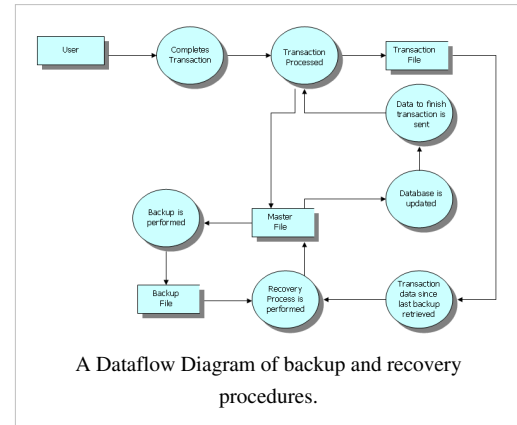 User
Completes
Transaction
Transaction
Processed
Transaction
File
Data to finish
transaction is
sent
Database is
updated
Master
File
Backup is
performed
Backup
File
Recovery
Process is
performed
Transaction
data since
last backup
retrieved
A Dataflow Diagram of backup and recovery
procedures.